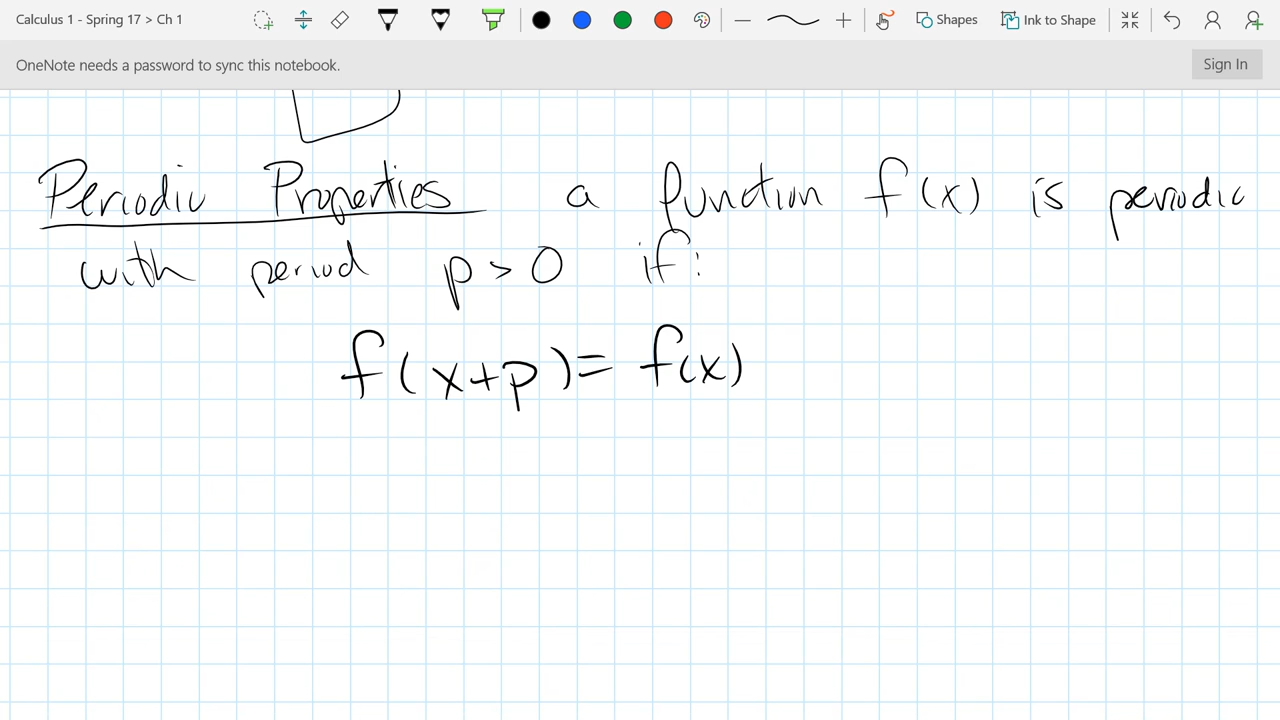 Calculus 1 - Spring 17 > Ch 1 Shapes Ink to Shape
OneNote needs a password to sync this notebook. Sign In
Periodic Properties a function f(x) is periodic
with period p > 0 if:
f(x+p) = f(x)